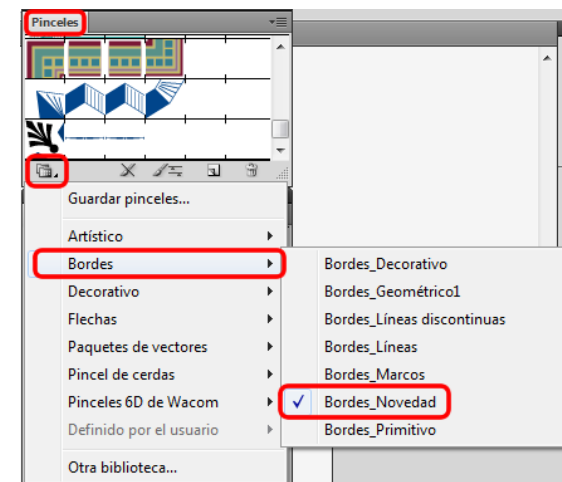 Pinceles
Guardar pinceles...
Artístico
Bordes
Decorativo
Flechas
Paquetes de vectores
Pincel de cerdas
Pinceles 6D de Wacom
Definido por el usuario
Otra biblioteca...
Bordes_Decorativo
Bordes_Geométrico1
Bordes_Líneas discontinuas
Bordes_Líneas
Bordes_Marcos
Bordes_Novedad
Bordes_Primitivo